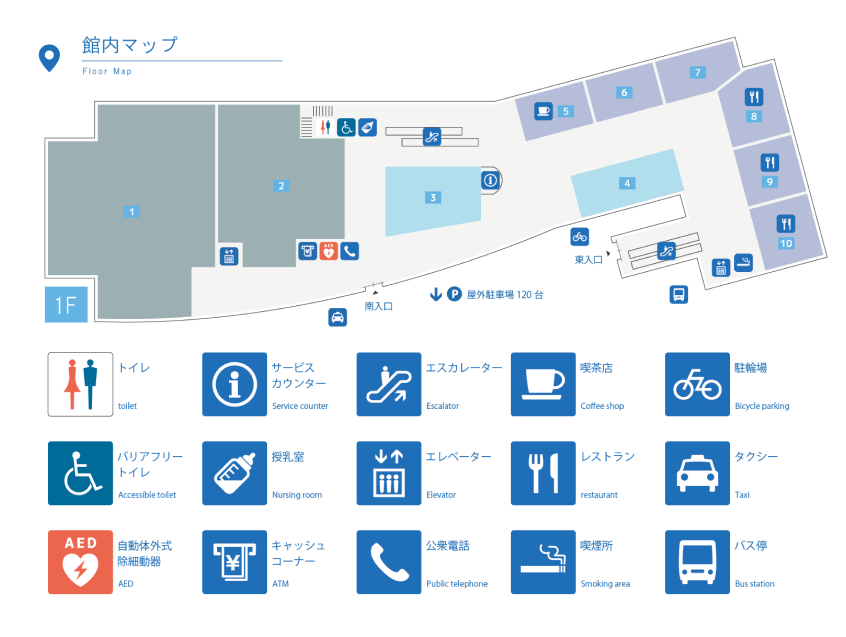 館内マップ
Floor Map
7
6
5
8
1
2
3
4
9
10
AED
東入口
1F
南入口
P 屋外駐車場 120 台
トイレ
toilet
サービス
カウンター
Service counter
エスカレーター
Escalator
喫茶店
Coffee shop
駐輪場
Bicycle parking
バリアフリー
トイレ
Accessible toilet
授乳室
Nursing room
エレベーター
Elevator
レストラン
restaurant
タクシー
Taxi
AED
自動体外式
除細動器
AED
¥
キャッシュ
コーナー
ATM
公衆電話
Public telephone
喫煙所
Smoking area
バス停
Bus station